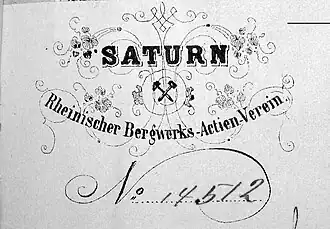 SATURN
Rheinischer Bergwerks-Actien-Verein.
No 14512